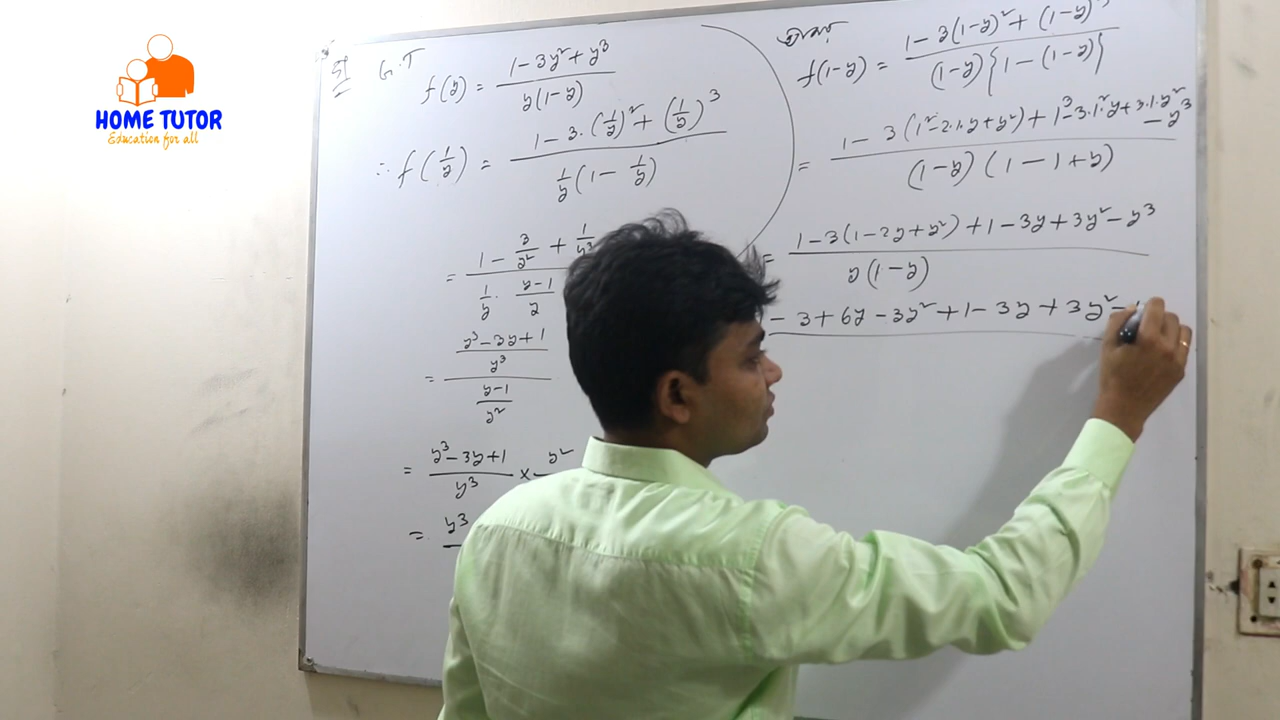 HOME TUTOR
Education for all
G.T
f(y) = (1-3y²+y³)/(y(1-y))
∴ f(1/y) = (1-3.(1/y)²+(1/y)³)/(1/y(1-1/y))
= (1-3/y²+1/y³)/(1/y . (y-1)/y)
= ((y³-3y+1)/y³)/((y-1)/y²)
= (y³-3y+1)/y³ × y²
= y³
আবার,
f(1-y) = (1-3(1-y)²+(1-y)³)/((1-y){1-(1-y)})
= (1-3(1²-2.1.y+y²)+1³-3.1².y+3.1.y²-y³)/((1-y)(1-1+y))
= (1-3(1-2y+y²)+1-3y+3y²-y³)/(y(1-y))
-3+6y-3y²+1-3y+3y²-